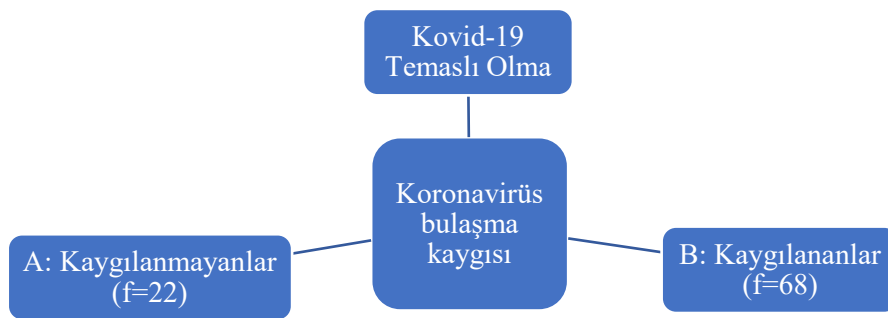 Kovid-19
Temaslı Olma
Koronavirüs
bulaşma
kaygısı
A: Kaygılanmayanlar
(f=22)
B: Kaygılananlar
(f=68)